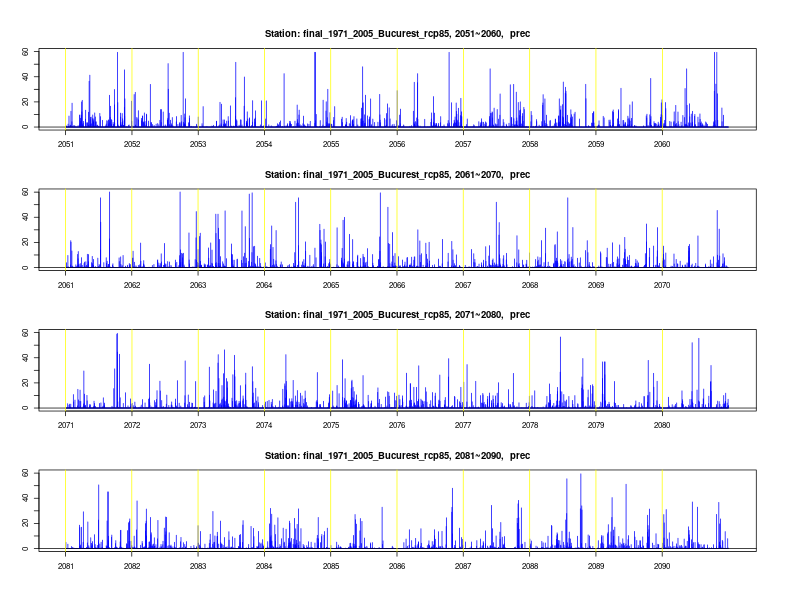 Station: final_1971_2005_Bucurest_rcp85, 2051~2060, prec
60
40
20
0
2051 2052 2053 2054 2055 2056 2057 2058 2059 2060
Station: final_1971_2005_Bucurest_rcp85, 2061~2070, prec
60
40
20
0
2061 2062 2063 2064 2065 2066 2067 2068 2069 2070
Station: final_1971_2005_Bucurest_rcp85, 2071~2080, prec
60
40
20
0
2071 2072 2073 2074 2075 2076 2077 2078 2079 2080
Station: final_1971_2005_Bucurest_rcp85, 2081~2090, prec
60
40
20
0
2081 2082 2083 2084 2085 2086 2087 2088 2089 2090